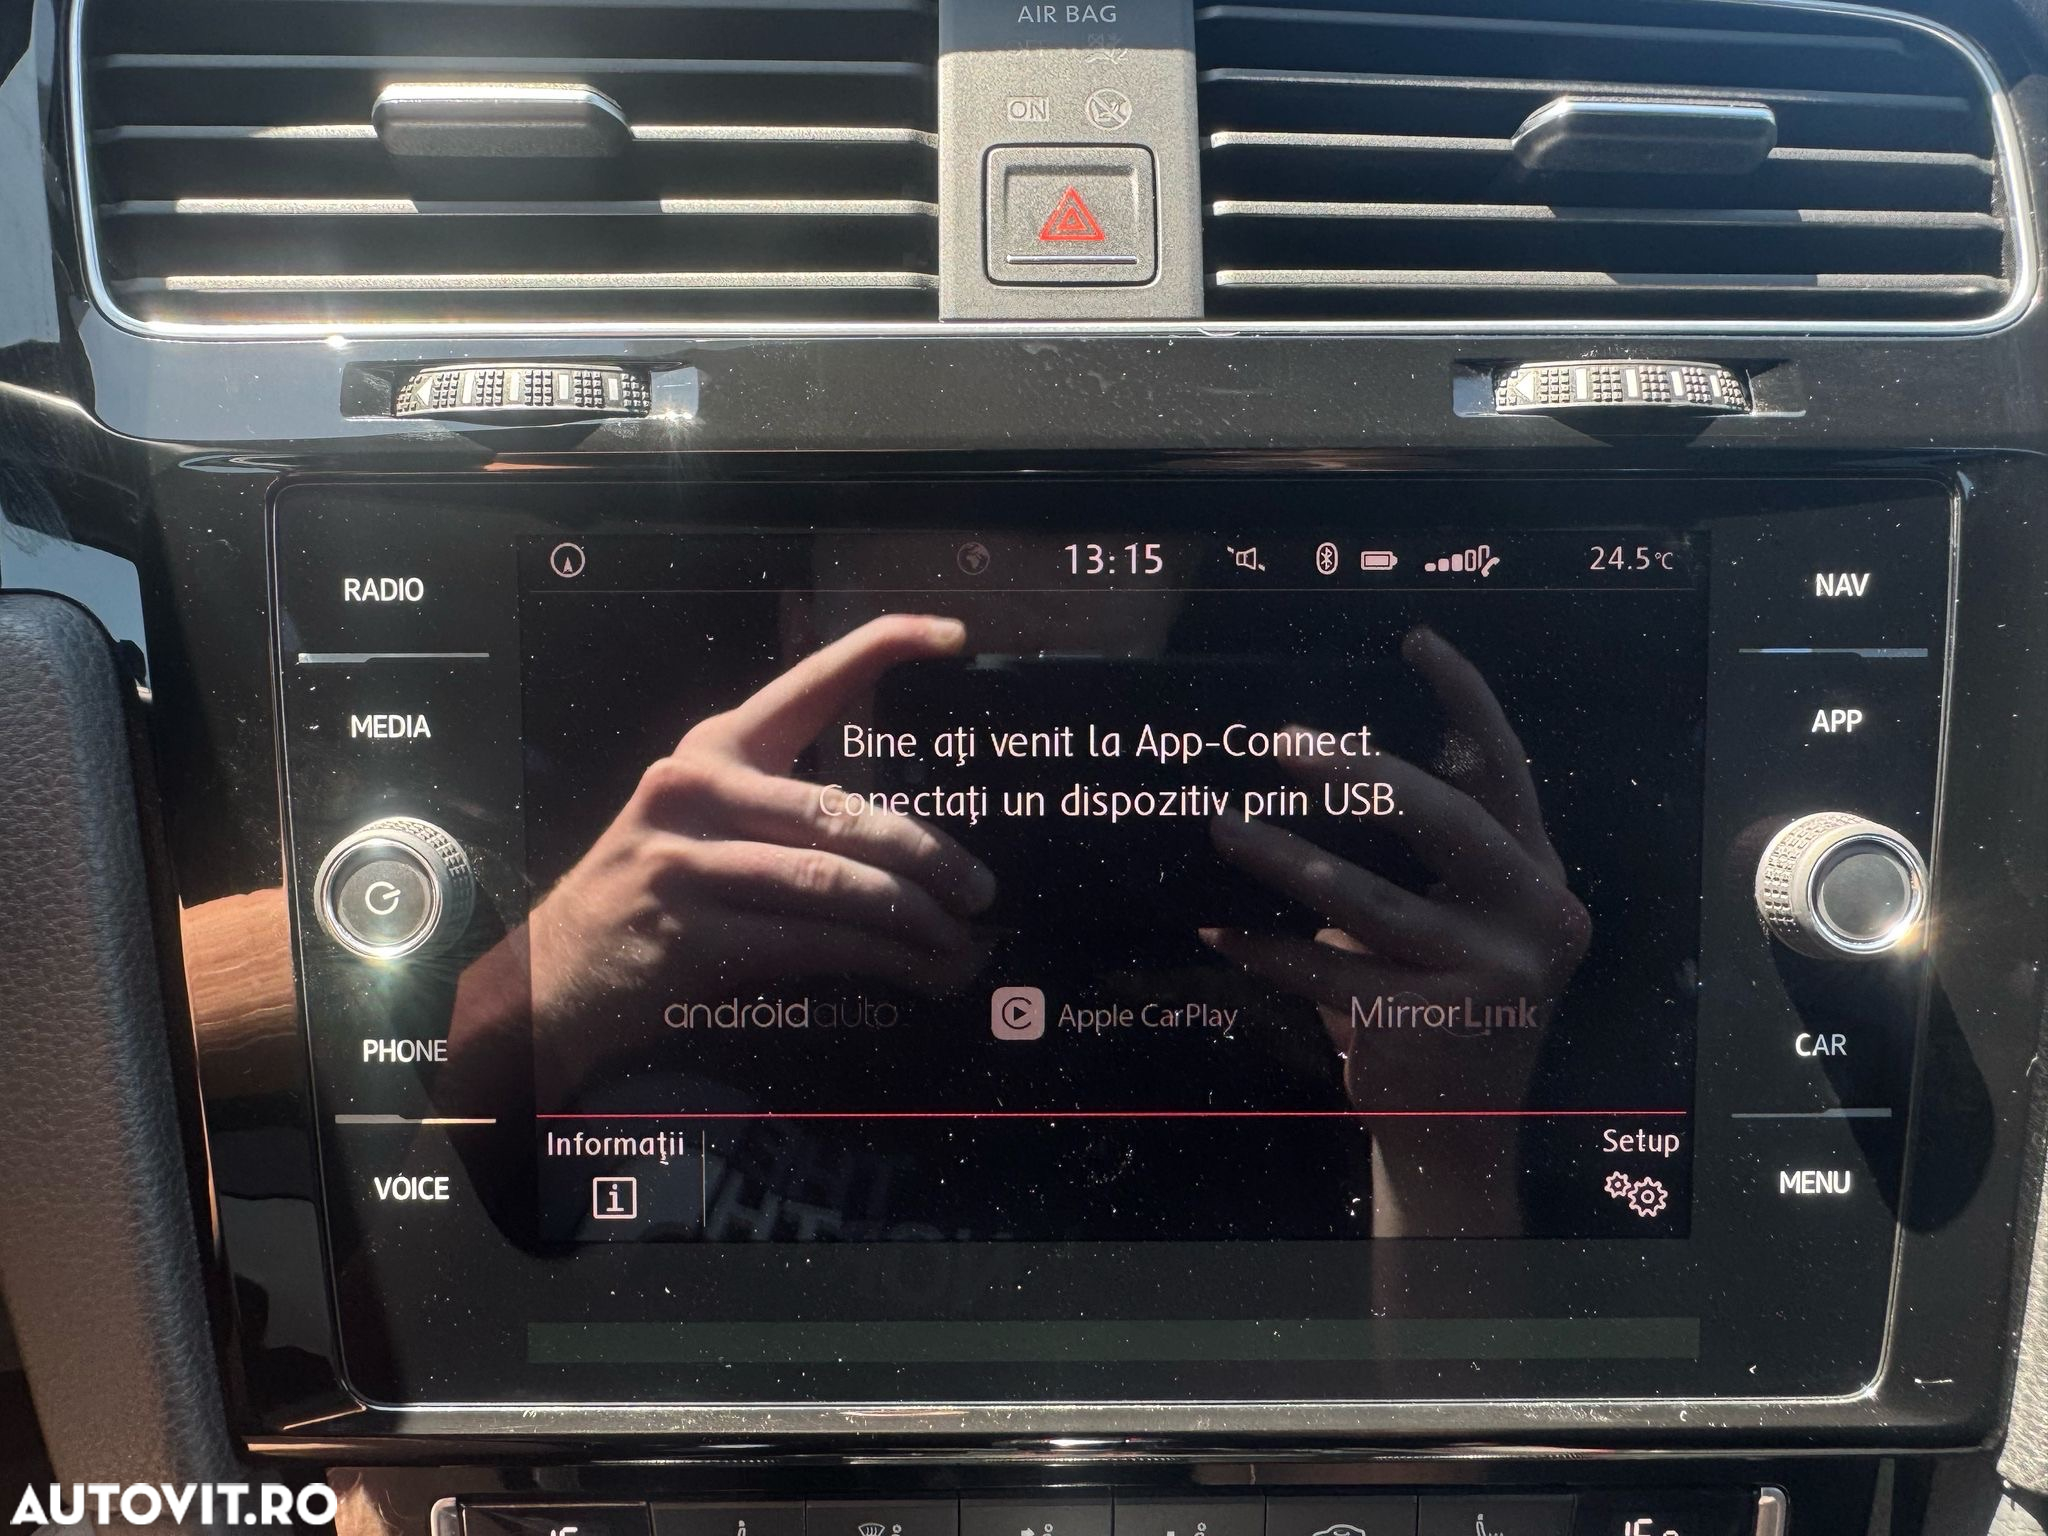 AIR BAG
ON
13:15
24.5°C
RADIO
NAV
MEDIA
APP
Bine aţi venit la App-Connect.
Conectaţi un dispozitiv prin USB.
androidauto
Apple CarPlay
MirrorLink
PHONE
CAR
Informaţii
Setup
VOICE
MENU
AUTOVIT.RO